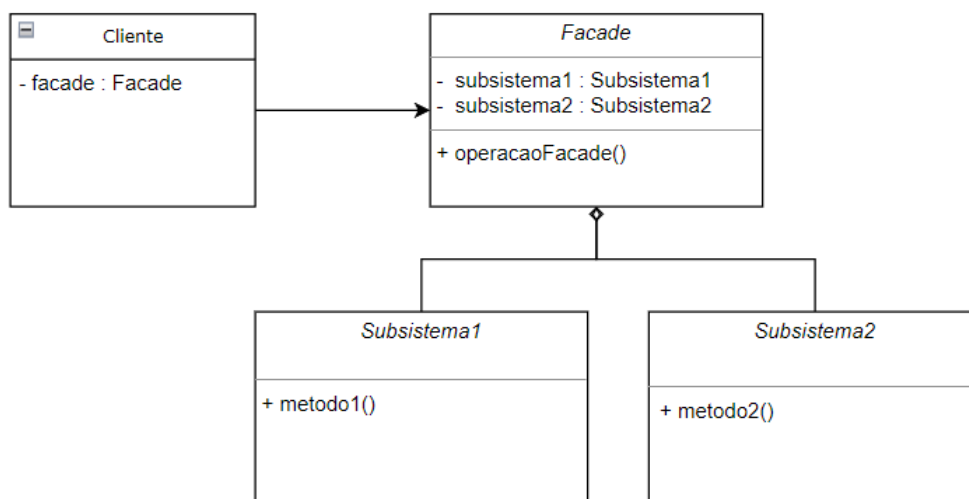 Cliente
- facade : Facade
Facade
- subsistema1 : Subsistema1
- subsistema2 : Subsistema2
+ operacaoFacade()
Subsistema1
+ metodo1()
Subsistema2
+ metodo2()